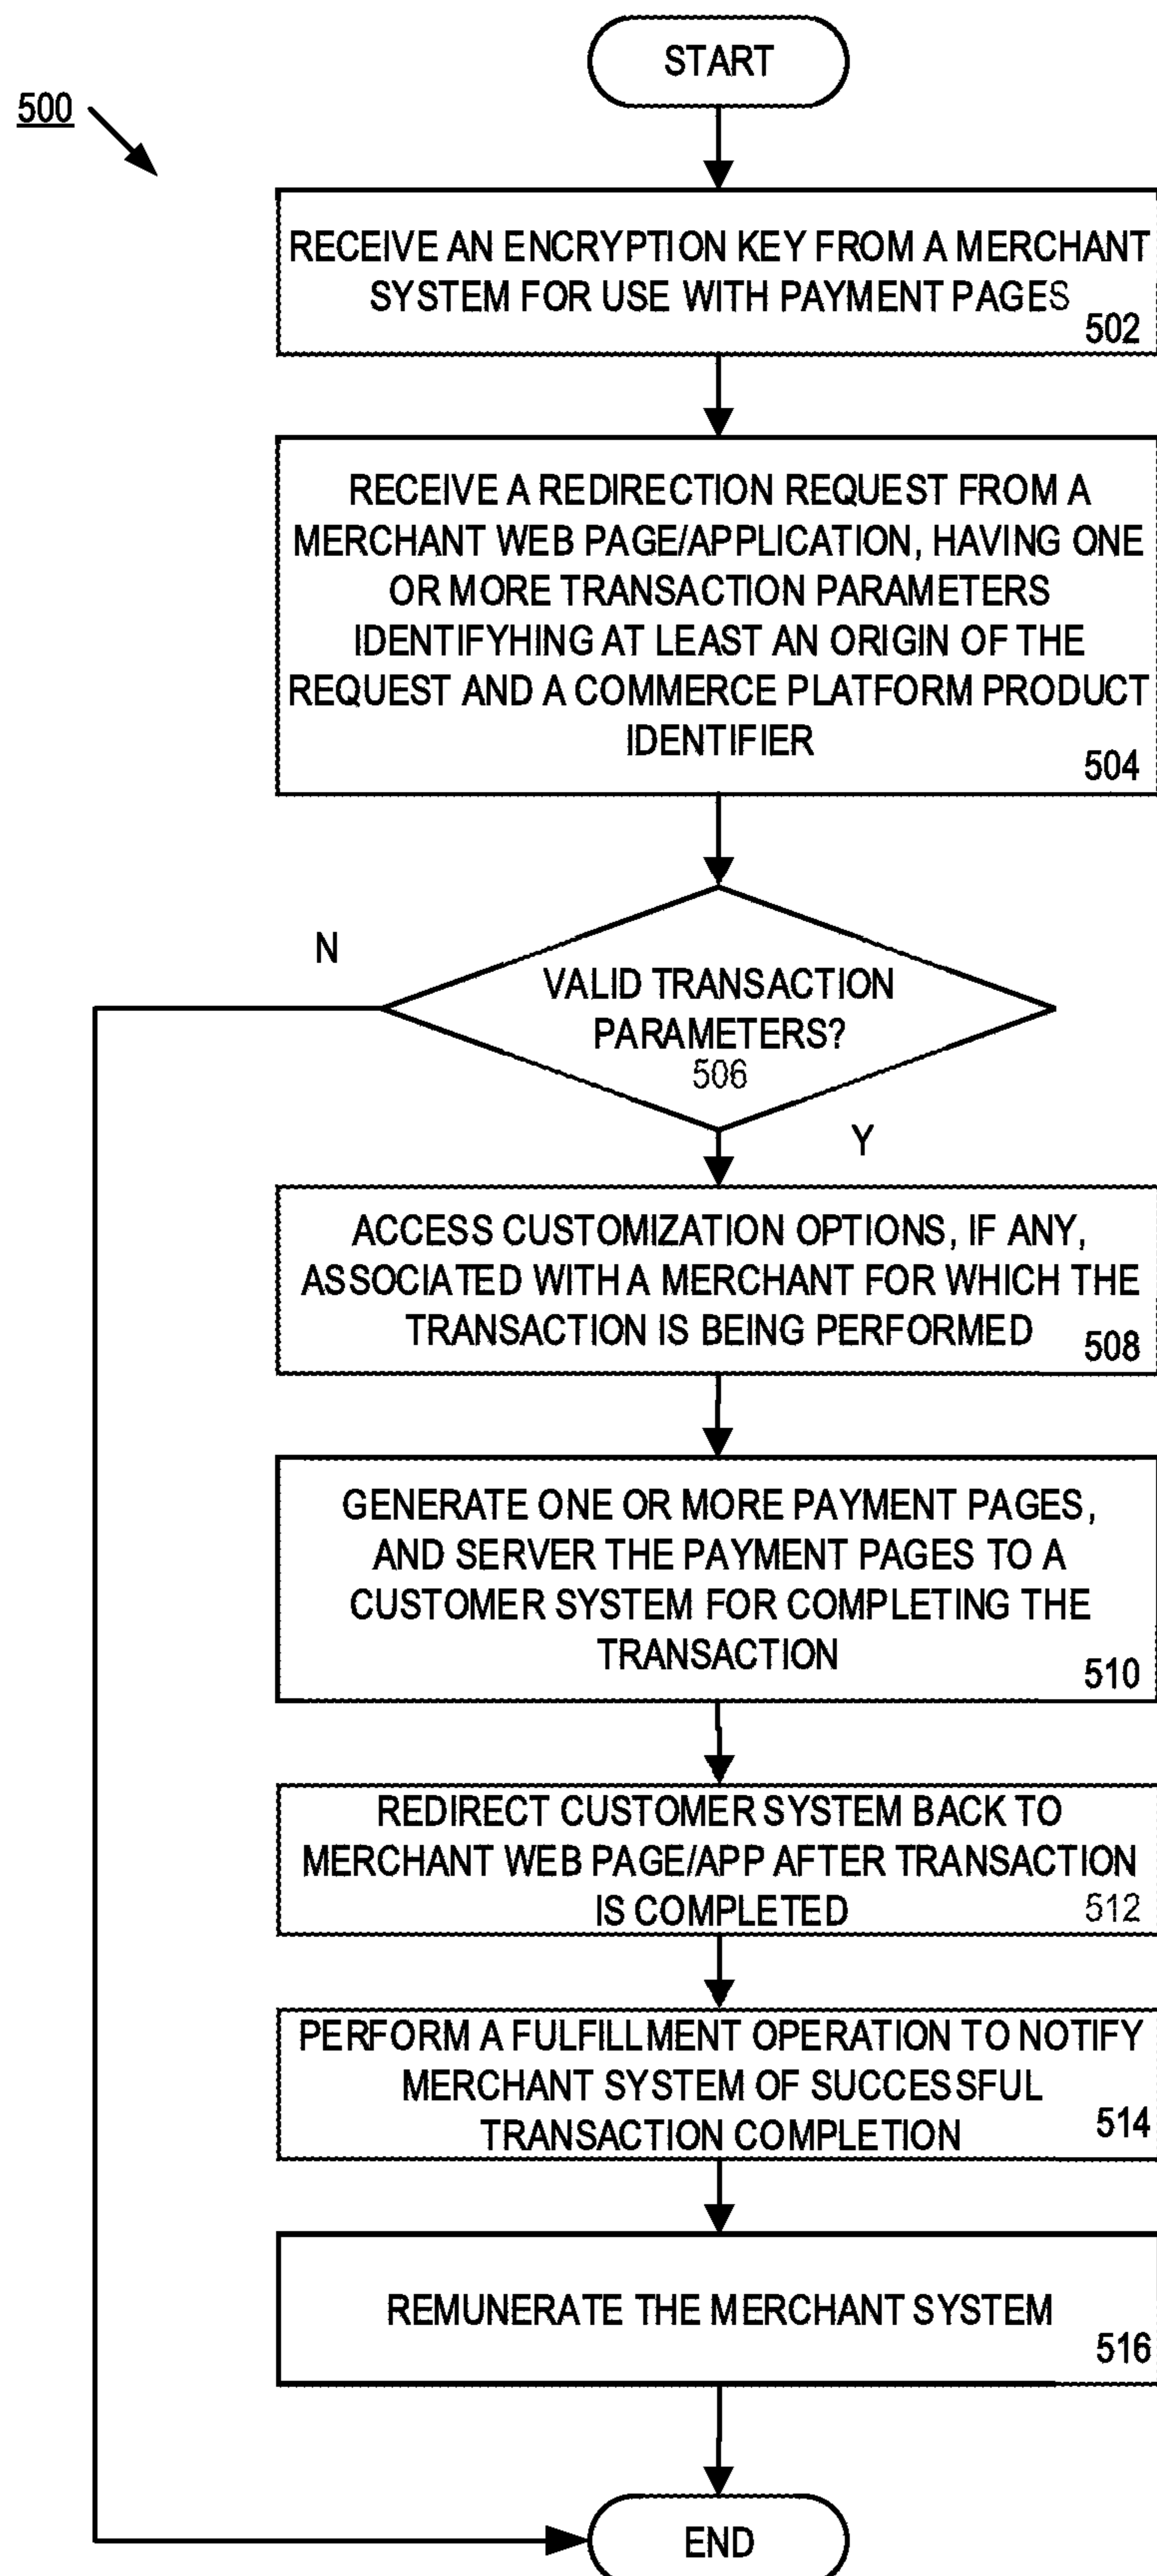 START
500
RECEIVE AN ENCRYPTION KEY FROM A MERCHANT
SYSTEM FOR USE WITH PAYMENT PAGES
502
RECEIVE A REDIRECTION REQUEST FROM A
MERCHANT WEB PAGE/APPLICATION, HAVING ONE
OR MORE TRANSACTION PARAMETERS
IDENTIFYHING AT LEAST AN ORIGIN OF THE
REQUEST AND A COMMERCE PLATFORM PRODUCT
IDENTIFIER
504
N
VALID TRANSACTION
PARAMETERS?
506
Y
ACCESS CUSTOMIZATION OPTIONS, IF ANY,
ASSOCIATED WITH A MERCHANT FOR WHICH THE
TRANSACTION IS BEING PERFORMED
508
GENERATE ONE OR MORE PAYMENT PAGES,
AND SERVER THE PAYMENT PAGES TO A
CUSTOMER SYSTEM FOR COMPLETING THE
TRANSACTION
510
REDIRECT CUSTOMER SYSTEM BACK TO
MERCHANT WEB PAGE/APP AFTER TRANSACTION
IS COMPLETED
512
PERFORM A FULFILLMENT OPERATION TO NOTIFY
MERCHANT SYSTEM OF SUCCESSFUL
TRANSACTION COMPLETION
514
REMUNERATE THE MERCHANT SYSTEM
516
END